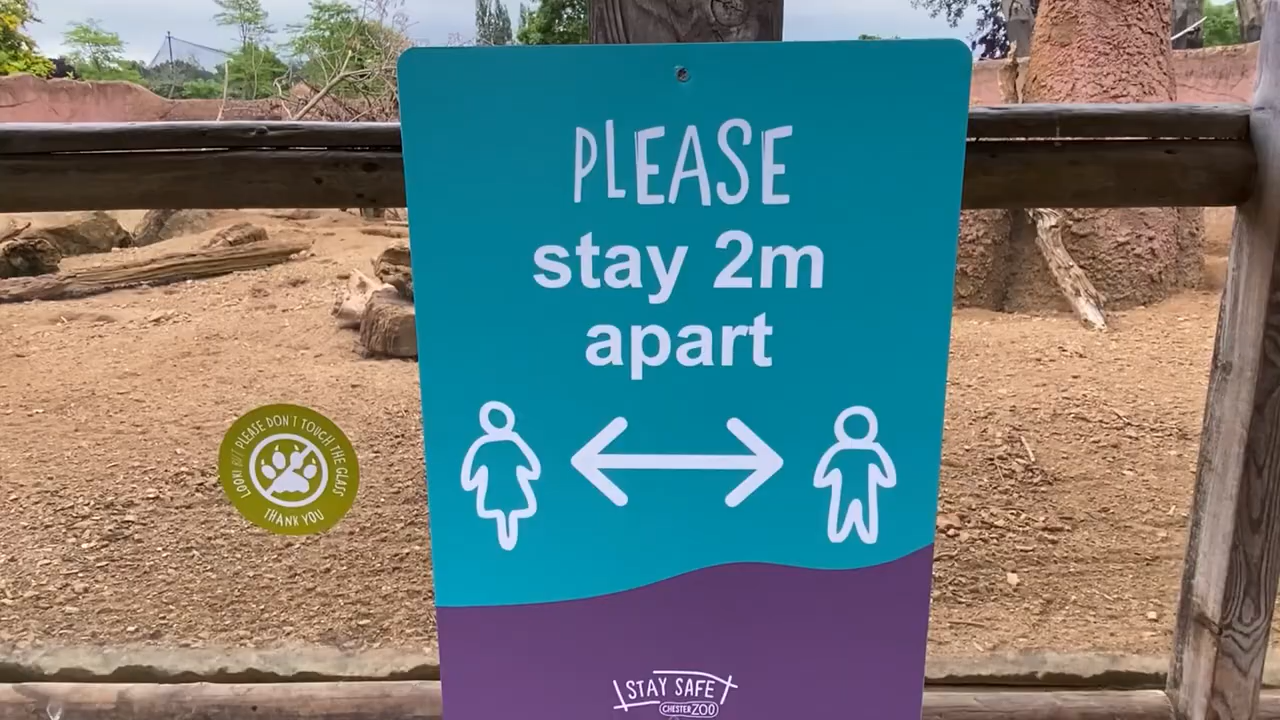 PLEASE
stay 2m
apart
LOOK! BUT PLEASE DON'T TOUCH THE GLASS
THANK YOU
STAY SAFE
CHESTER ZOO